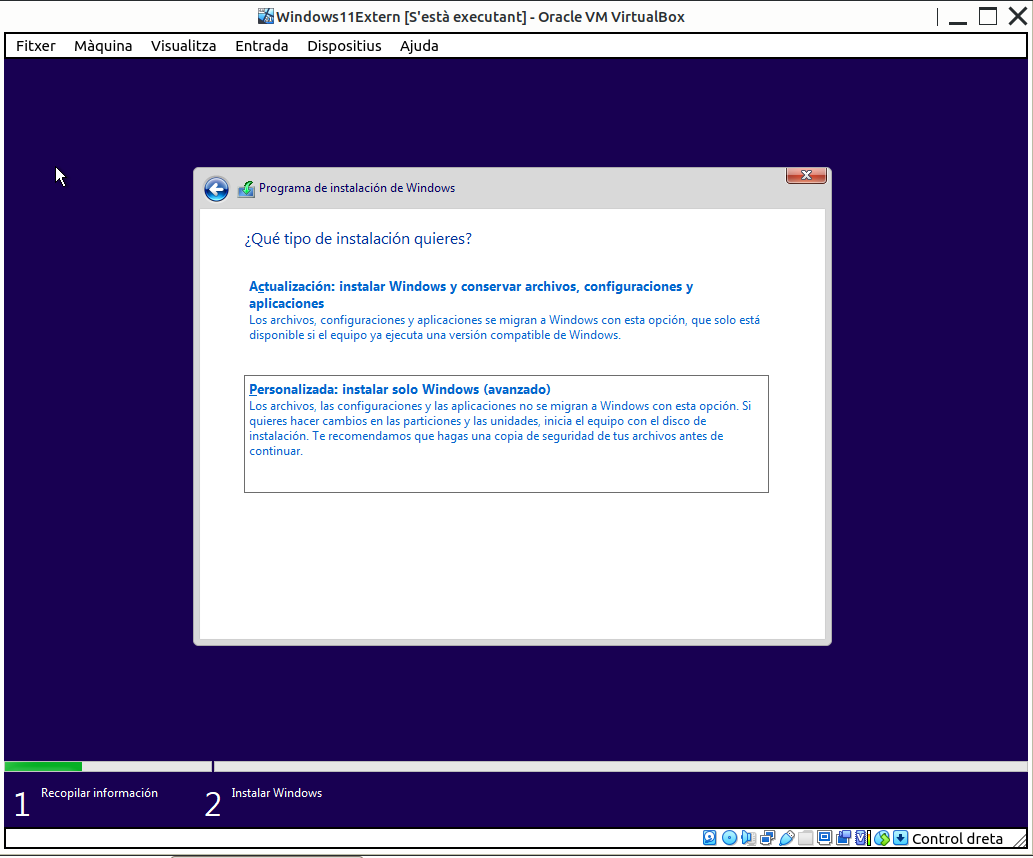 Windows11Extern [S'està executant] - Oracle VM VirtualBox
Fitxer Màquina Visualitza Entrada Dispositius Ajuda
Programa de instalación de Windows
¿Qué tipo de instalación quieres?
Actualización: instalar Windows y conservar archivos, configuraciones y
aplicaciones
Los archivos, configuraciones y aplicaciones se migran a Windows con esta opción, que solo está
disponible si el equipo ya ejecuta una versión compatible de Windows.
Personalizada: instalar solo Windows (avanzado)
Los archivos, las configuraciones y las aplicaciones no se migran a Windows con esta opción. Si
quieres hacer cambios en las particiones y las unidades, inicia el equipo con el disco de
instalación. Te recomendamos que hagas una copia de seguridad de tus archivos antes de
continuar.
1 Recopilar información 2 Instalar Windows
Control dreta